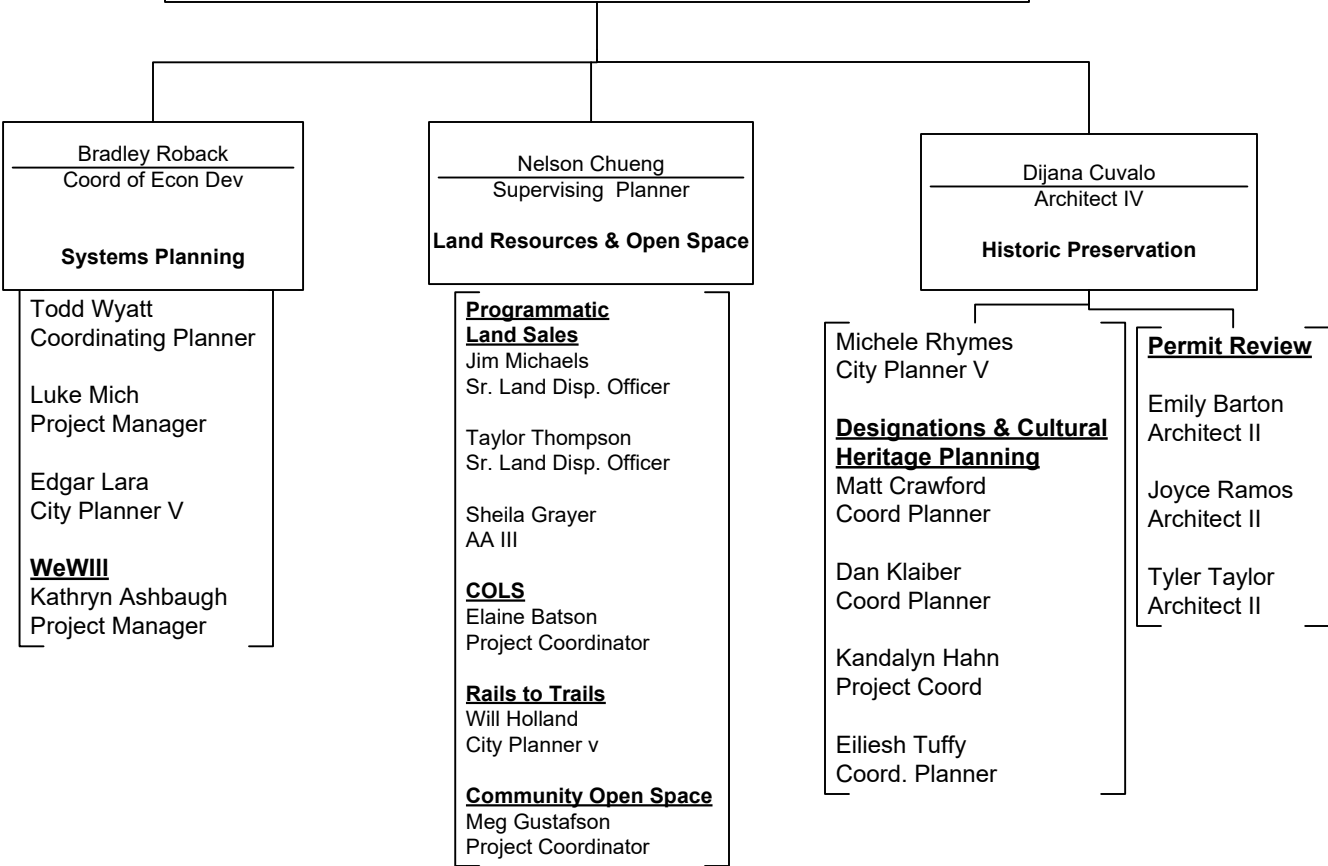 Bradley Roback
Coord of Econ Dev
Systems Planning
Todd Wyatt
Coordinating Planner
Luke Mich
Project Manager
Edgar Lara
City Planner V
WeWIll
Kathryn Ashbaugh
Project Manager
Nelson Chueng
Supervising Planner
Land Resources & Open Space
Programmatic
Land Sales
Jim Michaels
Sr. Land Disp. Officer
Taylor Thompson
Sr. Land Disp. Officer
Sheila Grayer
AA III
COLS
Elaine Batson
Project Coordinator
Rails to Trails
Will Holland
City Planner v
Community Open Space
Meg Gustafson
Project Coordinator
Dijana Cuvalo
Architect IV
Historic Preservation
Michele Rhymes
City Planner V
Designations & Cultural
Heritage Planning
Matt Crawford
Coord Planner
Dan Klaiber
Coord Planner
Kandalyn Hahn
Project Coord
Eiliesh Tuffy
Coord. Planner
Permit Review
Emily Barton
Architect II
Joyce Ramos
Architect II
Tyler Taylor
Architect II